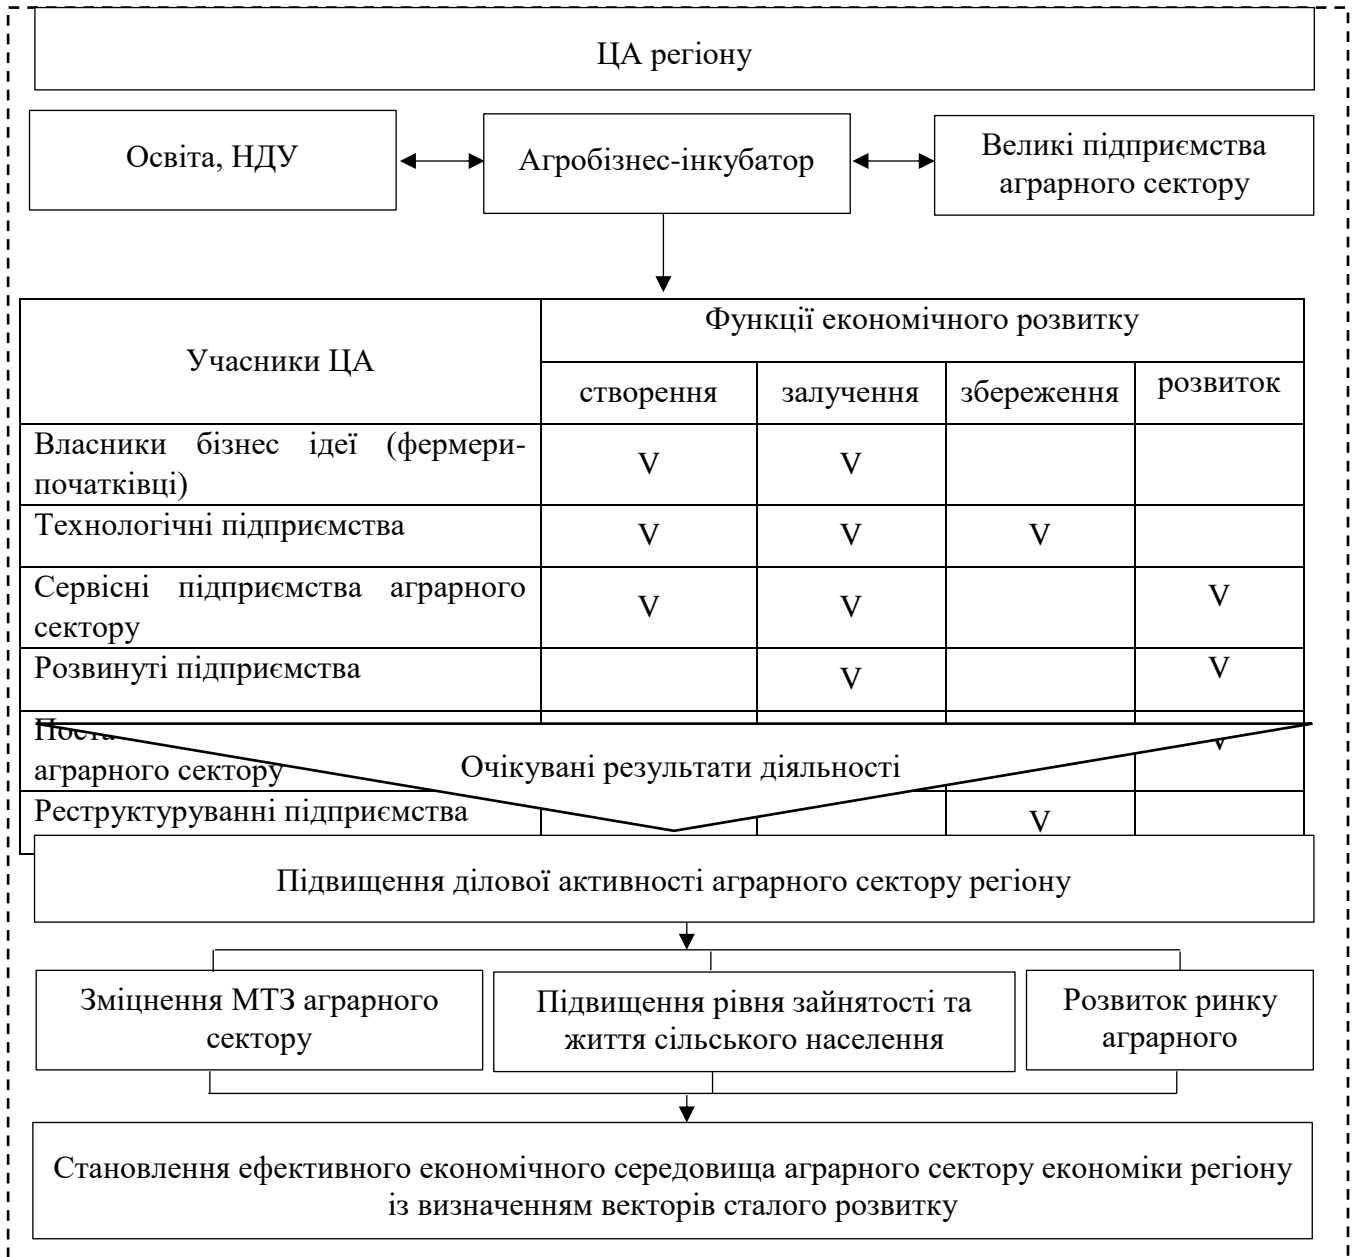 ЦА регіону
Освіта, НДУ
Агробізнес-інкубатор
Великі підприємства
аграрного сектору
Учасники ЦА
Функції економічного розвитку
створення
залучення
збереження
розвиток
Власники бізнес ідеї (фермери-
початківці)
V
V
Технологічні підприємства
V
V
V
Сервісні підприємства аграрного
сектору
V
V
V
Розвинуті підприємства
V
V
аграрного сектору
V
Очікувані результати діяльності
Реструктуруванні підприємства
V
Підвищення ділової активності аграрного сектору регіону
Зміцнення МТЗ аграрного
сектору
Підвищення рівня зайнятості та
життя сільського населення
Розвиток ринку
аграрного
Становлення ефективного економічного середовища аграрного сектору економіки регіону
із визначенням векторів сталого розвитку